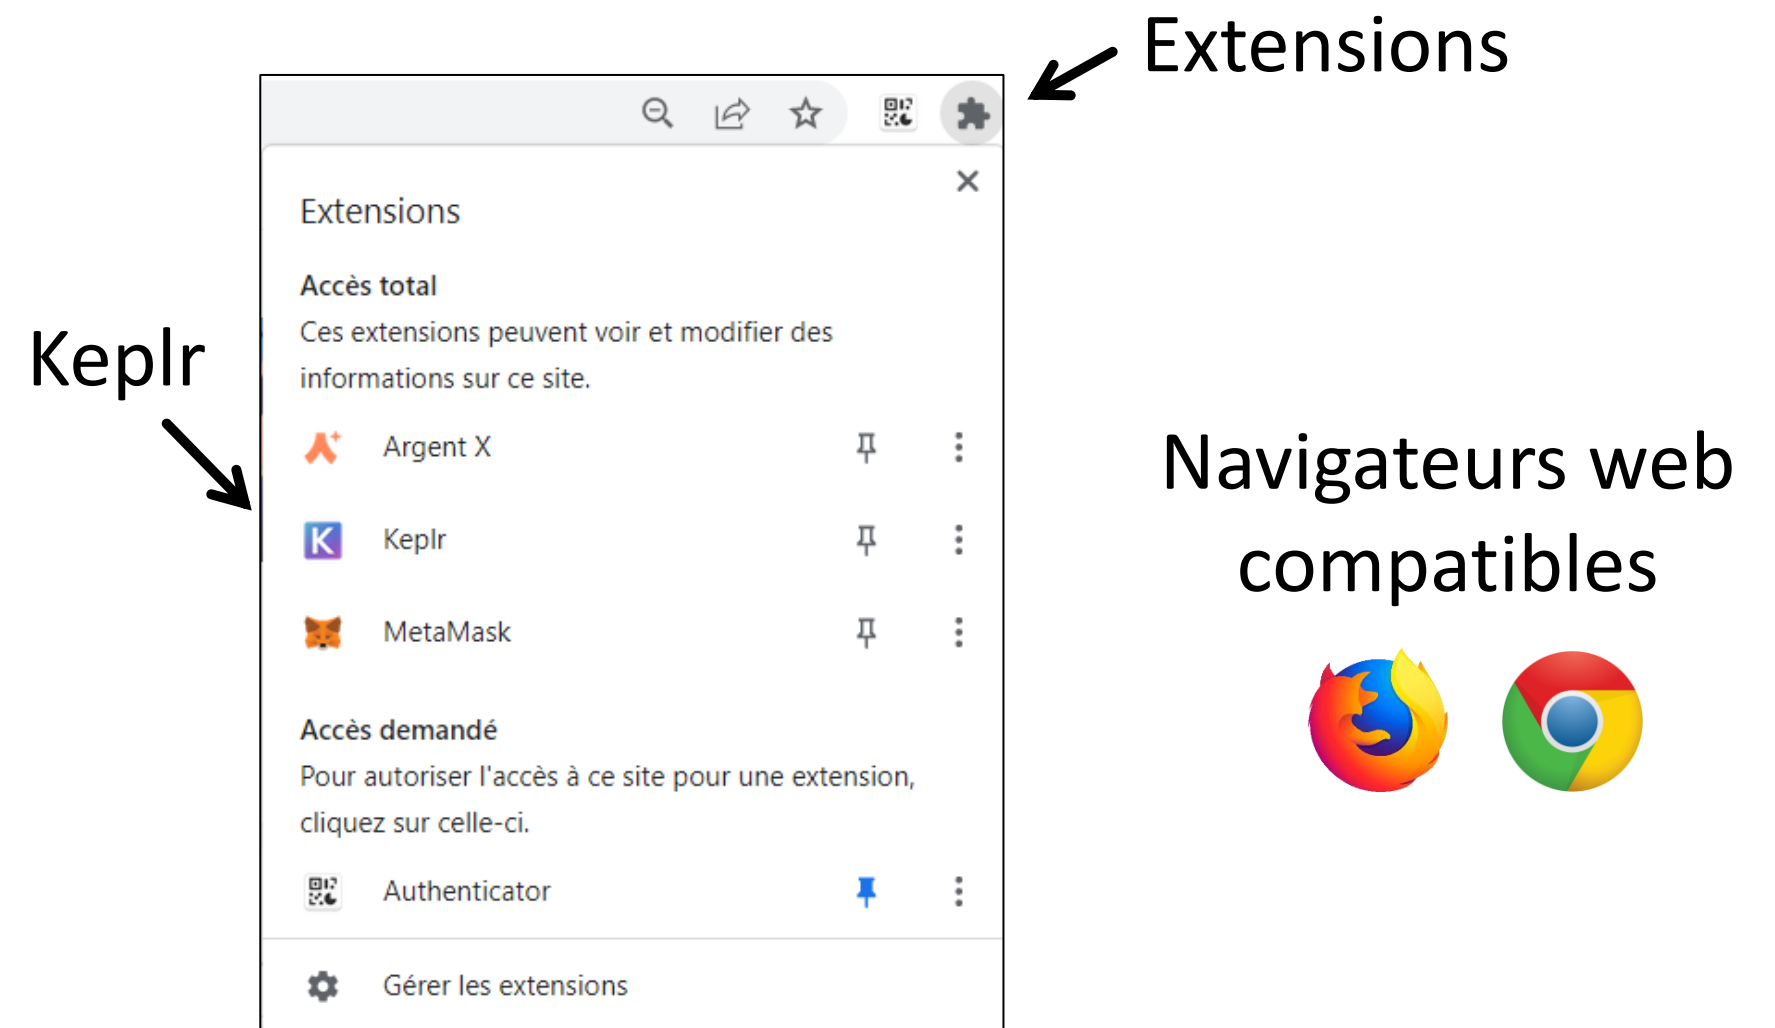 Extensions
Extensions
Accès total
Ces extensions peuvent voir et modifier des
informations sur ce site.
Keplr
Argent X
K
Keplr
MetaMask
Navigateurs web
compatibles
Accès demandé
Pour autoriser l'accès à ce site pour une extension,
cliquez sur celle-ci.
Authenticator
Gérer les extensions